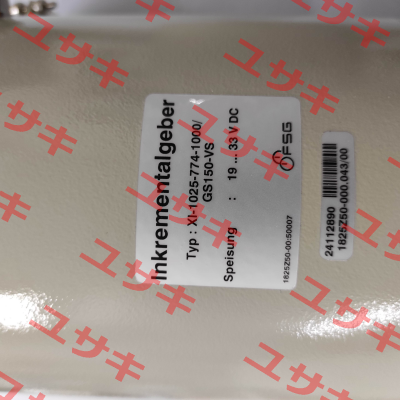 Inkrementalgeber
Typ : XI-1025-774-1000/
GS150-VS
Speisung : 19 ... 33 V DC
FSG
1825Z50-00:50007
24112890
1825Z50-000.043/00
ユサキ
ユサキ
ユサキ
ユサキ
ユサキ
ユサキ
ユサキ
ユサキ